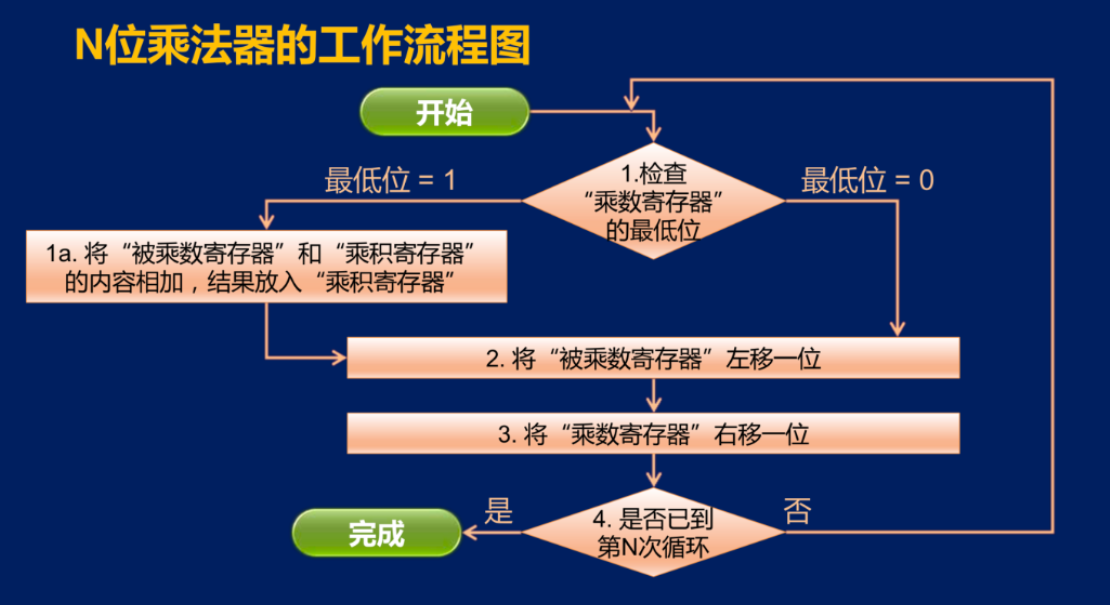 N位乘法器的工作流程图
开始
最低位 = 1
1.检查
“乘数寄存器”
的最低位
最低位 = 0
1a. 将“被乘数寄存器”和“乘积寄存器”
的内容相加，结果放入“乘积寄存器”
2. 将“被乘数寄存器”左移一位
3. 将“乘数寄存器”右移一位
4. 是否已到
第N次循环
是
否
完成